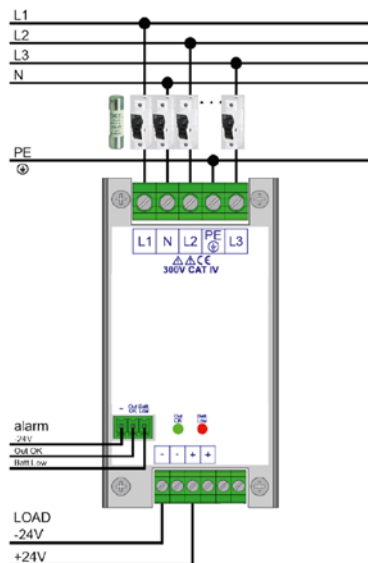 L1
L2
L3
N
PE
L1 N L2 PE L3
CE
300V CAT IV
- Out OK Batt Low
Out OK
Batt Low
alarm
-24V
Out OK
Batt Low
- - + +
LOAD
-24V
+24V